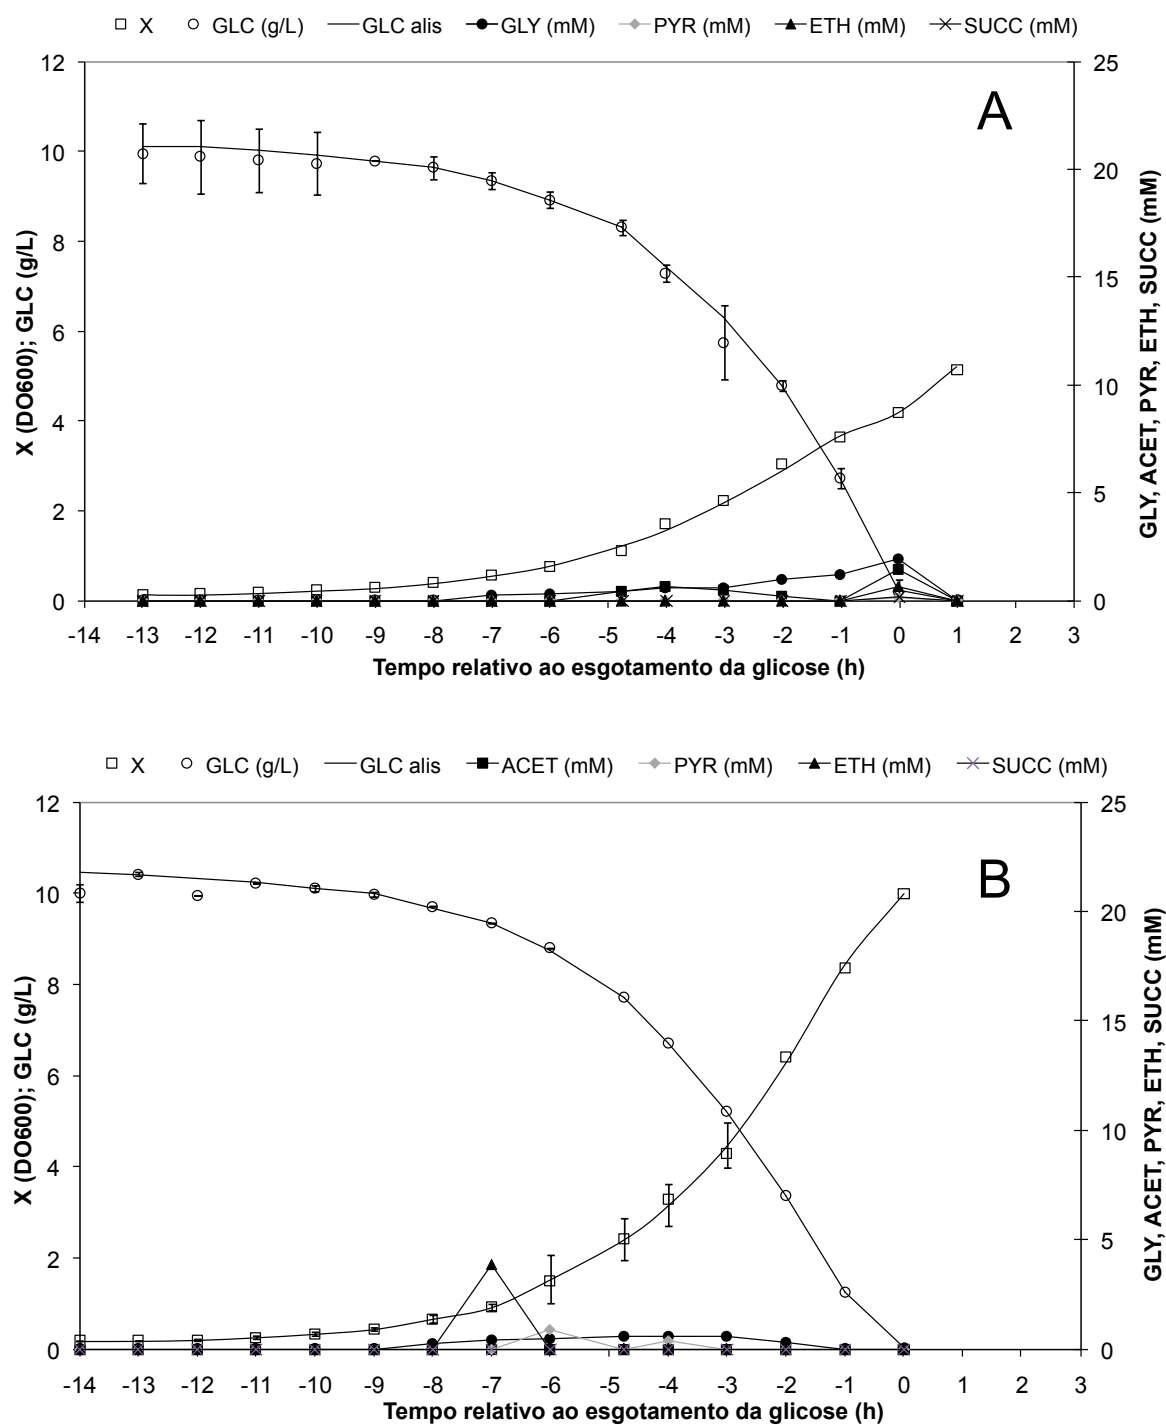 X GLC (g/L) GLC alis GLY (mM) PYR (mM) ETH (mM) SUCC (mM)
A
12
10
8
6
4
2
0
25
20
15
10
5
0
X (DO600); GLC (g/L)
GLY, ACET, PYR, ETH, SUCC (mM)
-14 -13 -12 -11 -10 -9 -8 -7 -6 -5 -4 -3 -2 -1 0 1 2 3
Tempo relativo ao esgotamento da glicose (h)
X GLC (g/L) GLC alis ACET (mM) PYR (mM) ETH (mM) SUCC (mM)
B
12
10
8
6
4
2
0
25
20
15
10
5
0
X (DO600); GLC (g/L)
GLY, ACET, PYR, ETH, SUCC (mM)
-14 -13 -12 -11 -10 -9 -8 -7 -6 -5 -4 -3 -2 -1 0 1 2 3
Tempo relativo ao esgotamento da glicose (h)